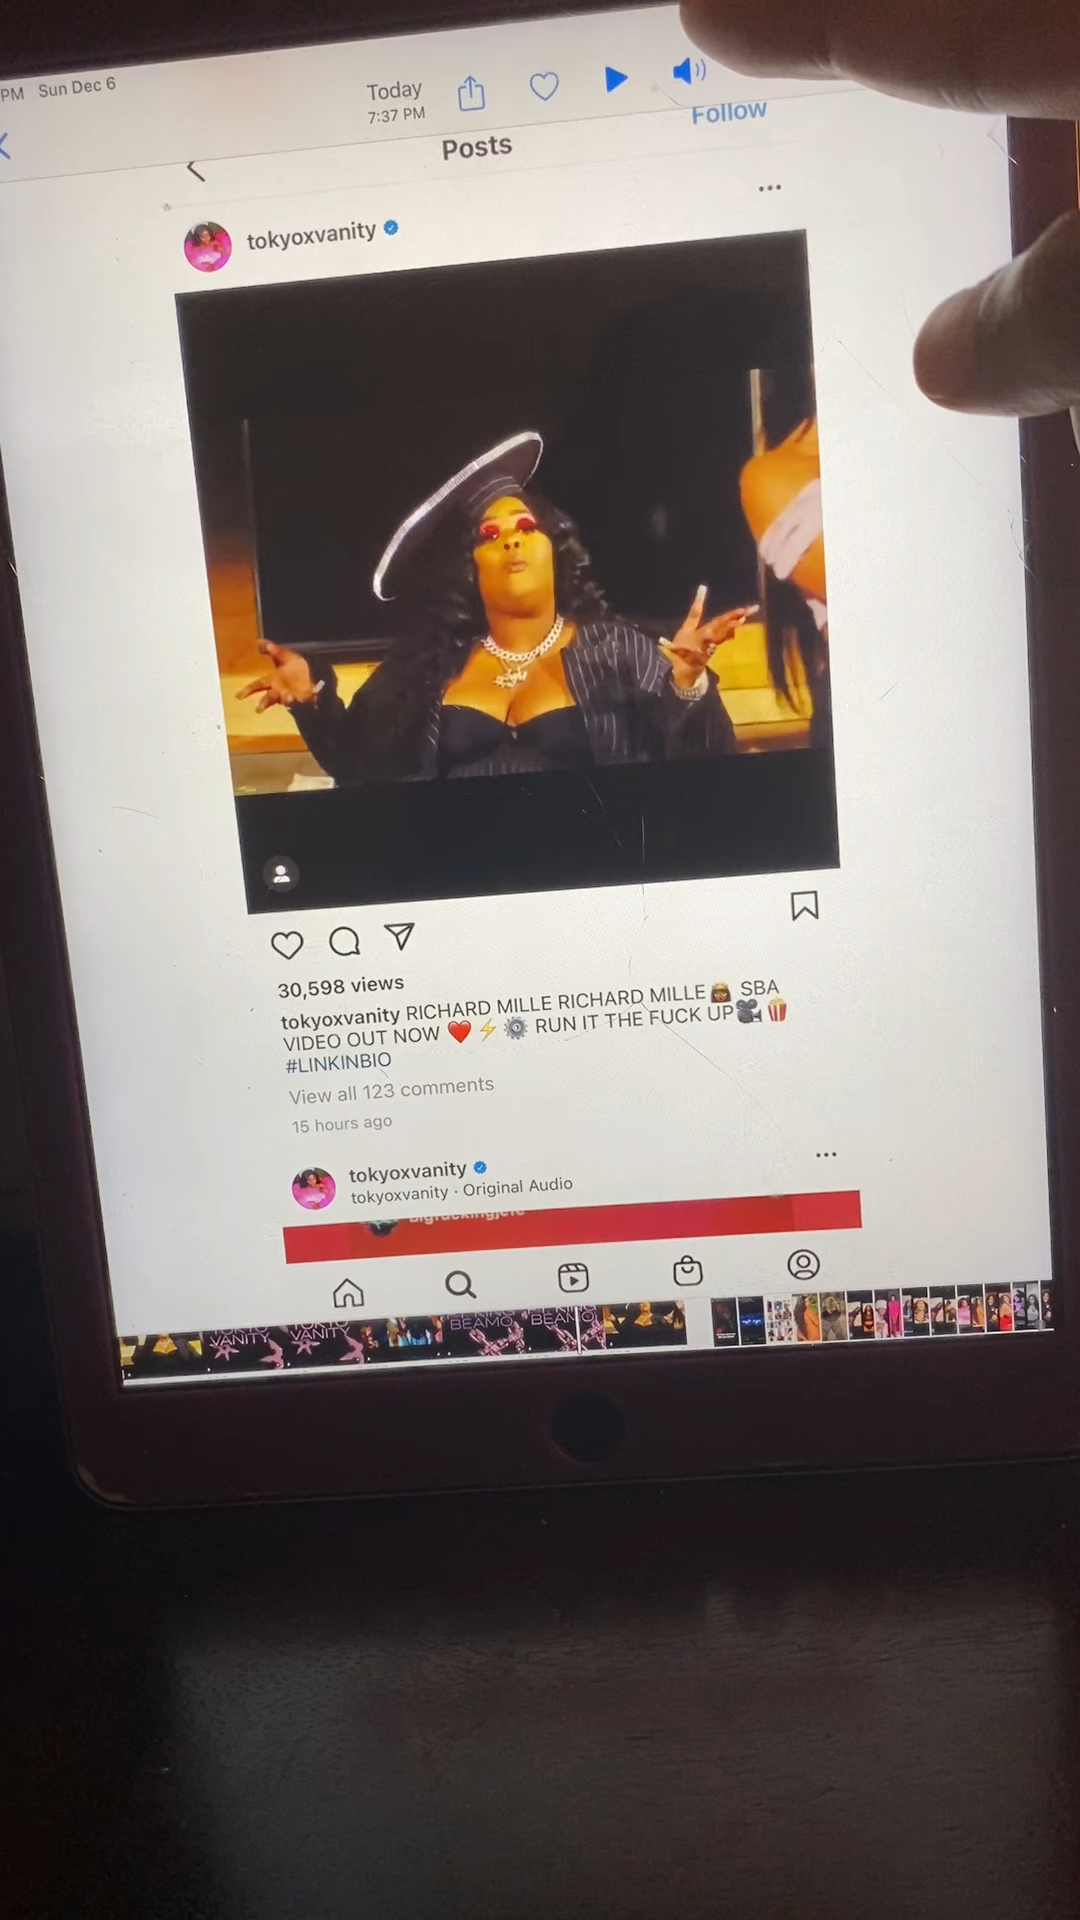 PM Sun Dec 6
Today
7:37 PM
Follow
Posts
tokyoxvanity
30,598 views
tokyoxvanity RICHARD MILLE RICHARD MILLE👸🏾 SBA
VIDEO OUT NOW ❤️ ⚡ ⚙️ RUN IT THE FUCK UP🎥🍿
#LINKINBIO
View all 123 comments
15 hours ago
tokyoxvanity
tokyoxvanity · Original Audio
VANITY
VANITY
BEAMO